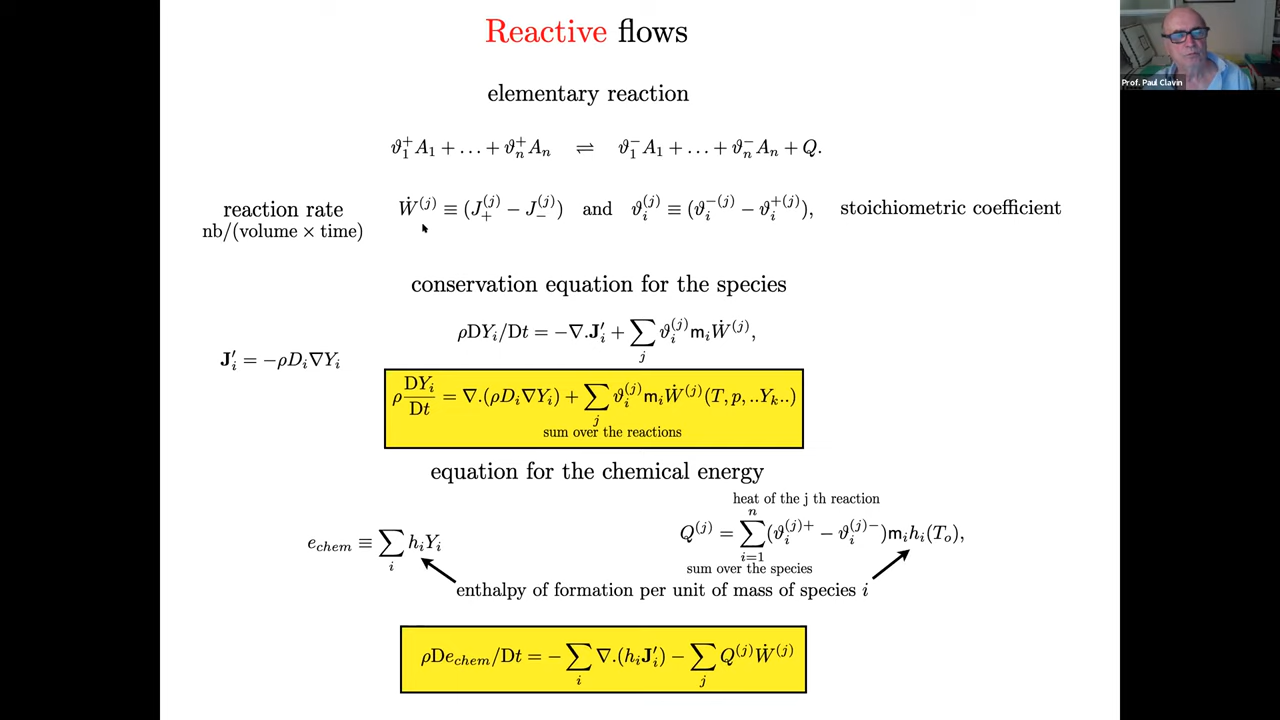 Reactive flows
Prof. Paul Clavin
elementary reaction
ϑ₁⁺A₁ + … + ϑₙ⁺Aₙ ⇌ ϑ₁⁻A₁ + … + ϑₙ⁻Aₙ + Q.
reaction rate
nb/(volume × time)
Ẇ⁽ʲ⁾ ≡ (J₊⁽ʲ⁾ − J₋⁽ʲ⁾) and ϑᵢ⁽ʲ⁾ ≡ (ϑᵢ⁻⁽ʲ⁾ − ϑᵢ⁺⁽ʲ⁾), stoichiometric coefficient
conservation equation for the species
ρDYᵢ/Dt = −∇.J′ᵢ + ∑ⱼ ϑᵢ⁽ʲ⁾mᵢẆ⁽ʲ⁾,
J′ᵢ = −ρDᵢ∇Yᵢ
ρ DYᵢ/Dt = ∇.(ρDᵢ∇Yᵢ) + ∑ⱼ ϑᵢ⁽ʲ⁾mᵢẆ⁽ʲ⁾(T, p, ..Yₖ..)
sum over the reactions
equation for the chemical energy
heat of the j th reaction
e_chem ≡ ∑ᵢ hᵢYᵢ
Q⁽ʲ⁾ = ∑ᵢ₌₁ⁿ (ϑᵢ⁽ʲ⁾⁺ − ϑᵢ⁽ʲ⁾⁻)mᵢhᵢ(Tₒ),
sum over the species
enthalpy of formation per unit of mass of species i
ρDe_chem/Dt = −∑ᵢ ∇.(hᵢJ′ᵢ) − ∑ⱼ Q⁽ʲ⁾Ẇ⁽ʲ⁾